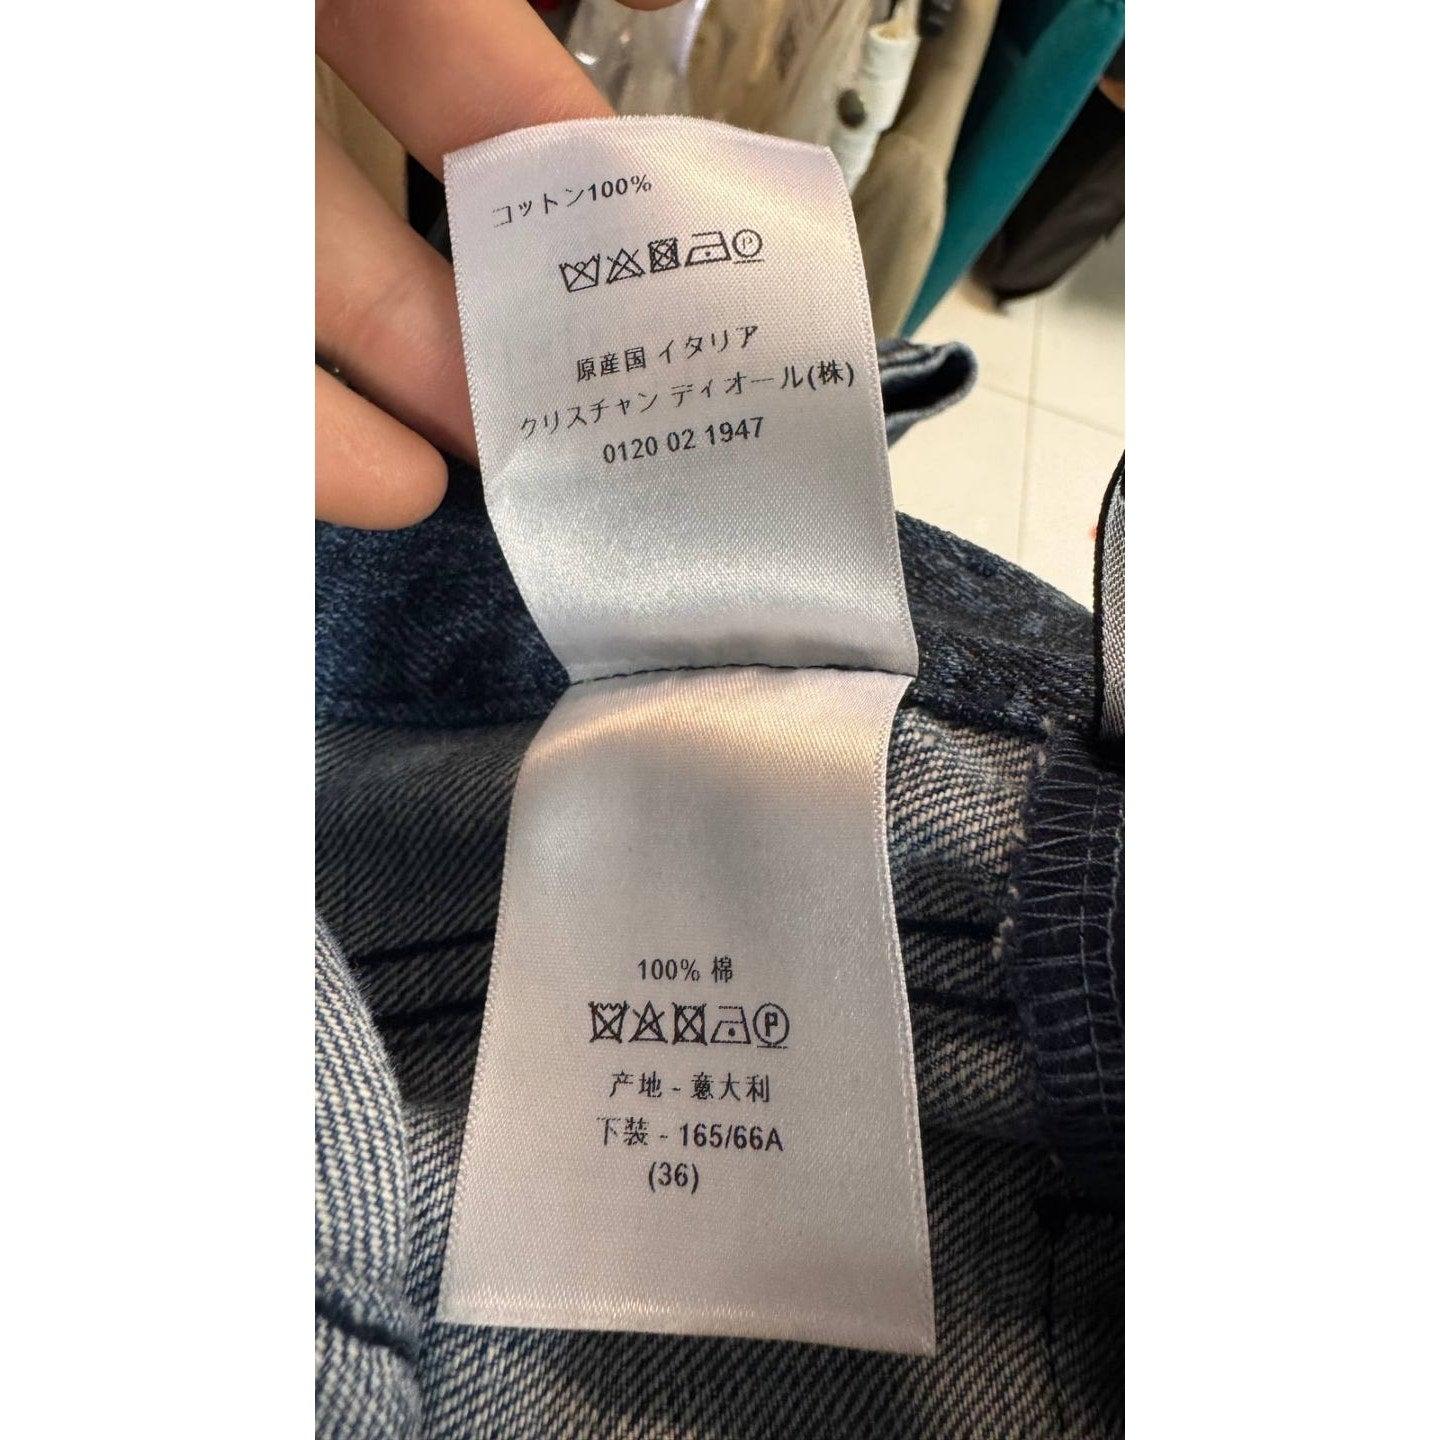 コットン100%
原産国 イタリア
クリスチャン ディオール(株)
0120 02 1947
100% 棉
产地 - 意大利
下装 - 165/66A
(36)